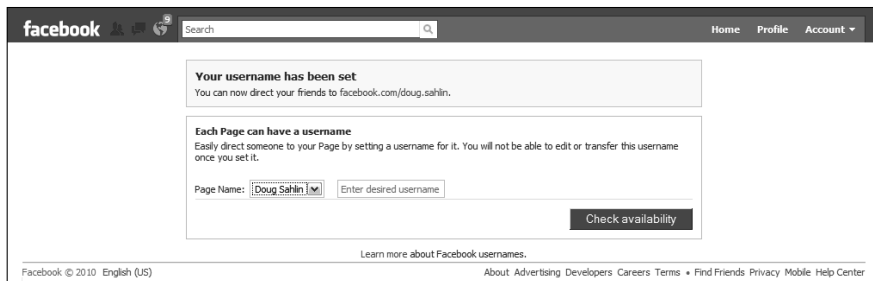 facebook 9 Search Home Profile Account
Your username has been set
You can now direct your friends to facebook.com/doug.sahlin.
Each Page can have a username
Easily direct someone to your Page by setting a username for it. You will not be able to edit or transfer this username
once you set it.
Page Name: Doug Sahlin Enter desired username
Check availability
Learn more about Facebook usernames.
Facebook © 2010 English (US) About Advertising Developers Careers Terms • Find Friends Privacy Mobile Help Center